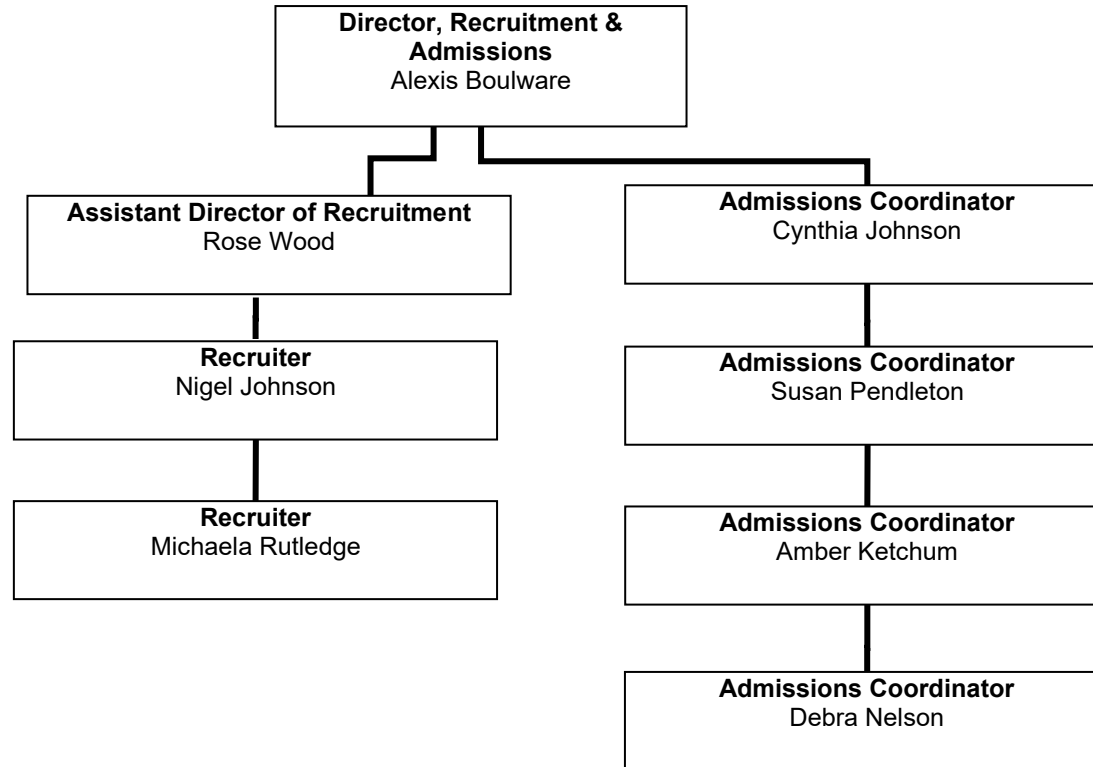 Director, Recruitment &
Admissions
Alexis Boulware
Assistant Director of Recruitment
Rose Wood
Recruiter
Nigel Johnson
Recruiter
Michaela Rutledge
Admissions Coordinator
Cynthia Johnson
Admissions Coordinator
Susan Pendleton
Admissions Coordinator
Amber Ketchum
Admissions Coordinator
Debra Nelson